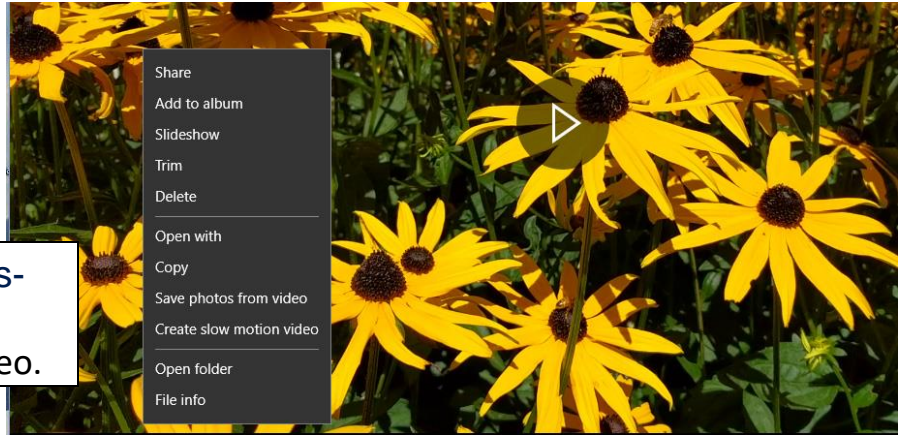 Share
Add to album
Slideshow
Trim
Delete
Open with
Copy
Save photos from video
Create slow motion video
Open folder
File info